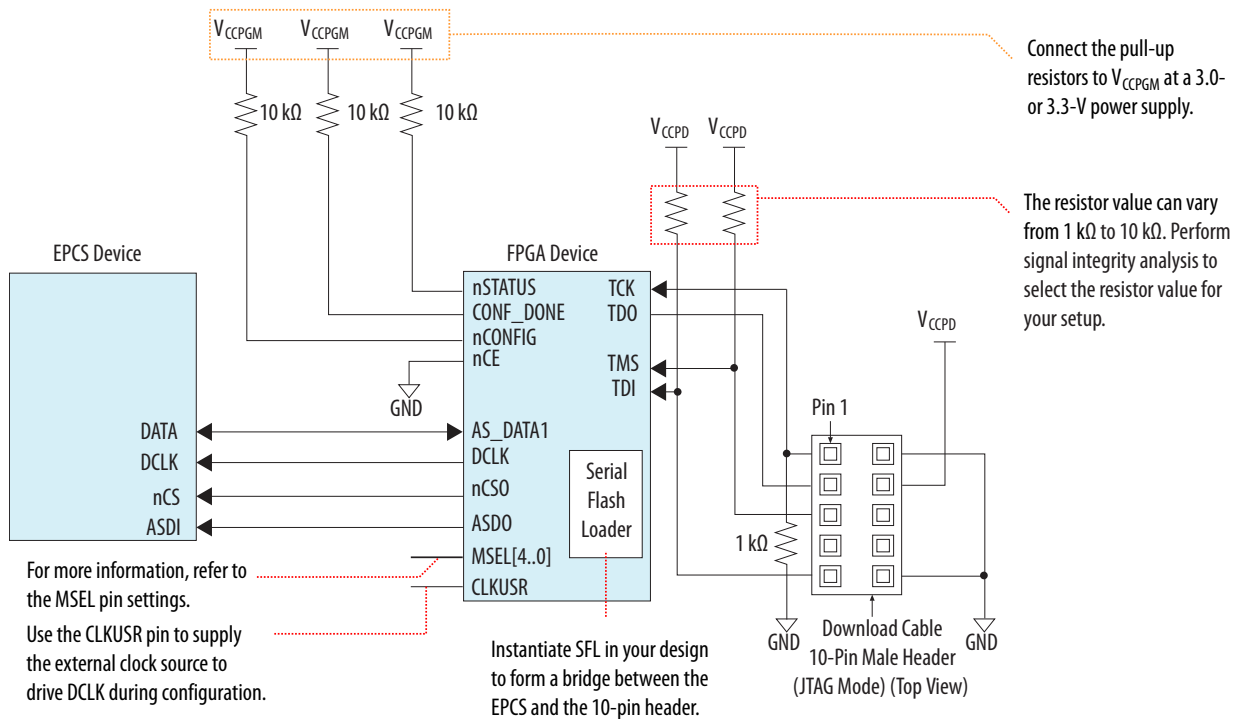 VCCPGM VCCPGM VCCPGM
10 kΩ 10 kΩ 10 kΩ
Connect the pull-up
resistors to VCCPGM at a 3.0-
or 3.3-V power supply.
VCCPD VCCPD
The resistor value can vary
from 1 kΩ to 10 kΩ. Perform
signal integrity analysis to
select the resistor value for
your setup.
EPCS Device
DATA
DCLK
nCS
ASDI
FPGA Device
nSTATUS
CONF_DONE
nCONFIG
nCE
GND
AS_DATA1
DCLK
nCSO
ASDO
MSEL[4..0]
CLKUSR
TCK
TDO
TMS
TDI
Serial
Flash
Loader
VCCPD
Pin 1
1 kΩ
GND
GND
Download Cable
10-Pin Male Header
(JTAG Mode) (Top View)
For more information, refer to
the MSEL pin settings.
Use the CLKUSR pin to supply
the external clock source to
drive DCLK during configuration.
Instantiate SFL in your design
to form a bridge between the
EPCS and the 10-pin header.